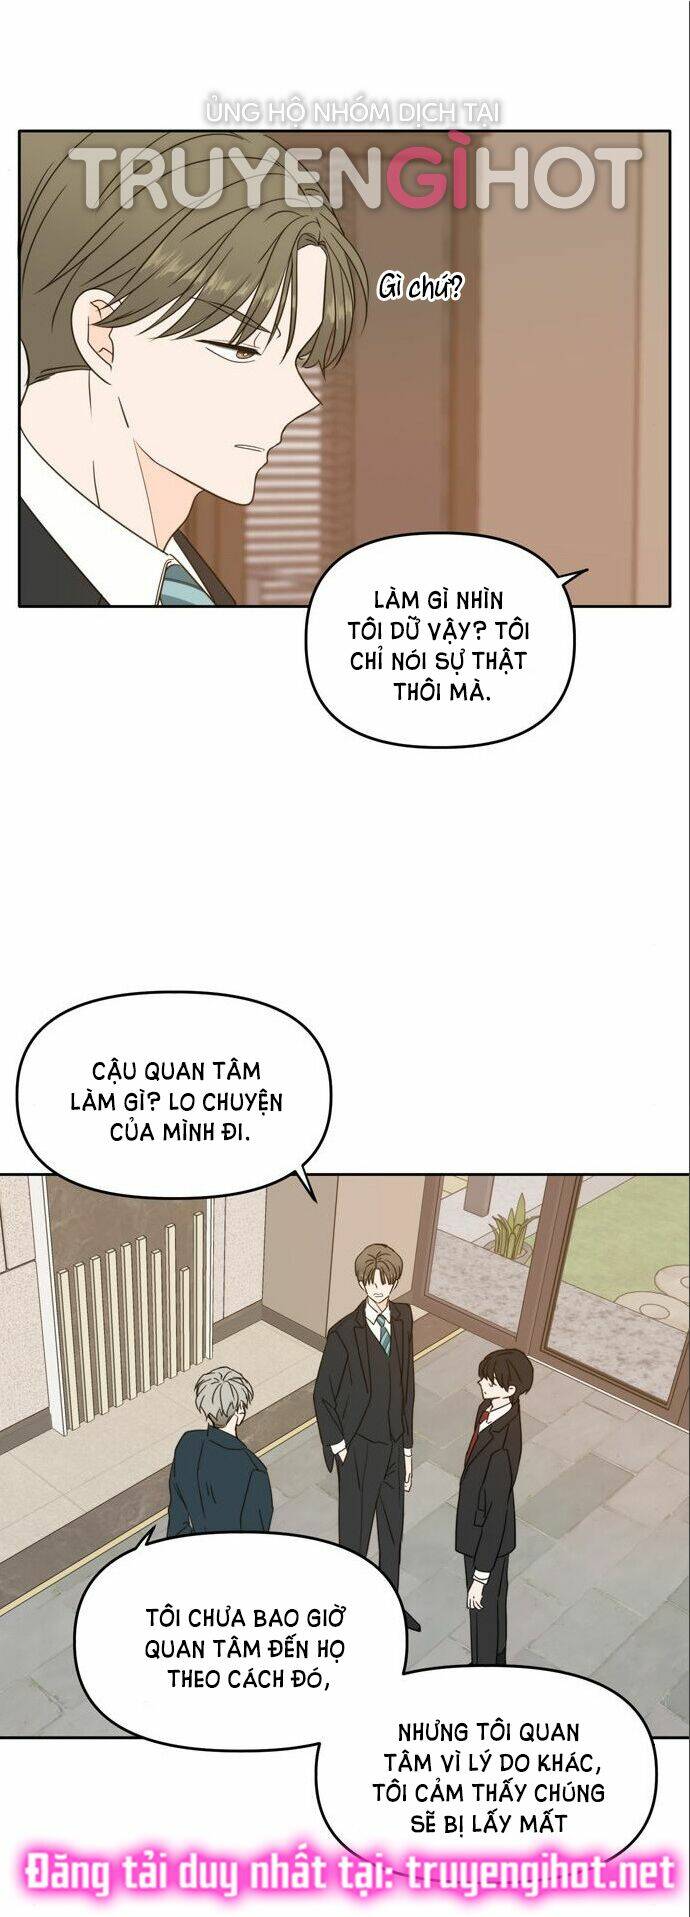 ỦNG HỘ NHÓM DỊCH TẠI
TRUYENGIHOT
Gì chứ?
LÀM GÌ NHÌN
TÔI DỮ VẬY? TÔI
CHỈ NÓI SỰ THẬT
THÔI MÀ.
CẬU QUAN TÂM
LÀM GÌ? LO CHUYỆN
CỦA MÌNH ĐI.
TÔI CHƯA BAO GIỜ
QUAN TÂM ĐẾN HỌ
THEO CÁCH ĐÓ,
NHƯNG TÔI QUAN
TÂM VÌ LÝ DO KHÁC,
TÔI CẢM THẤY CHÚNG
SẼ BỊ LẤY MẤT
Đăng tải duy nhất tại: truyengihot.net